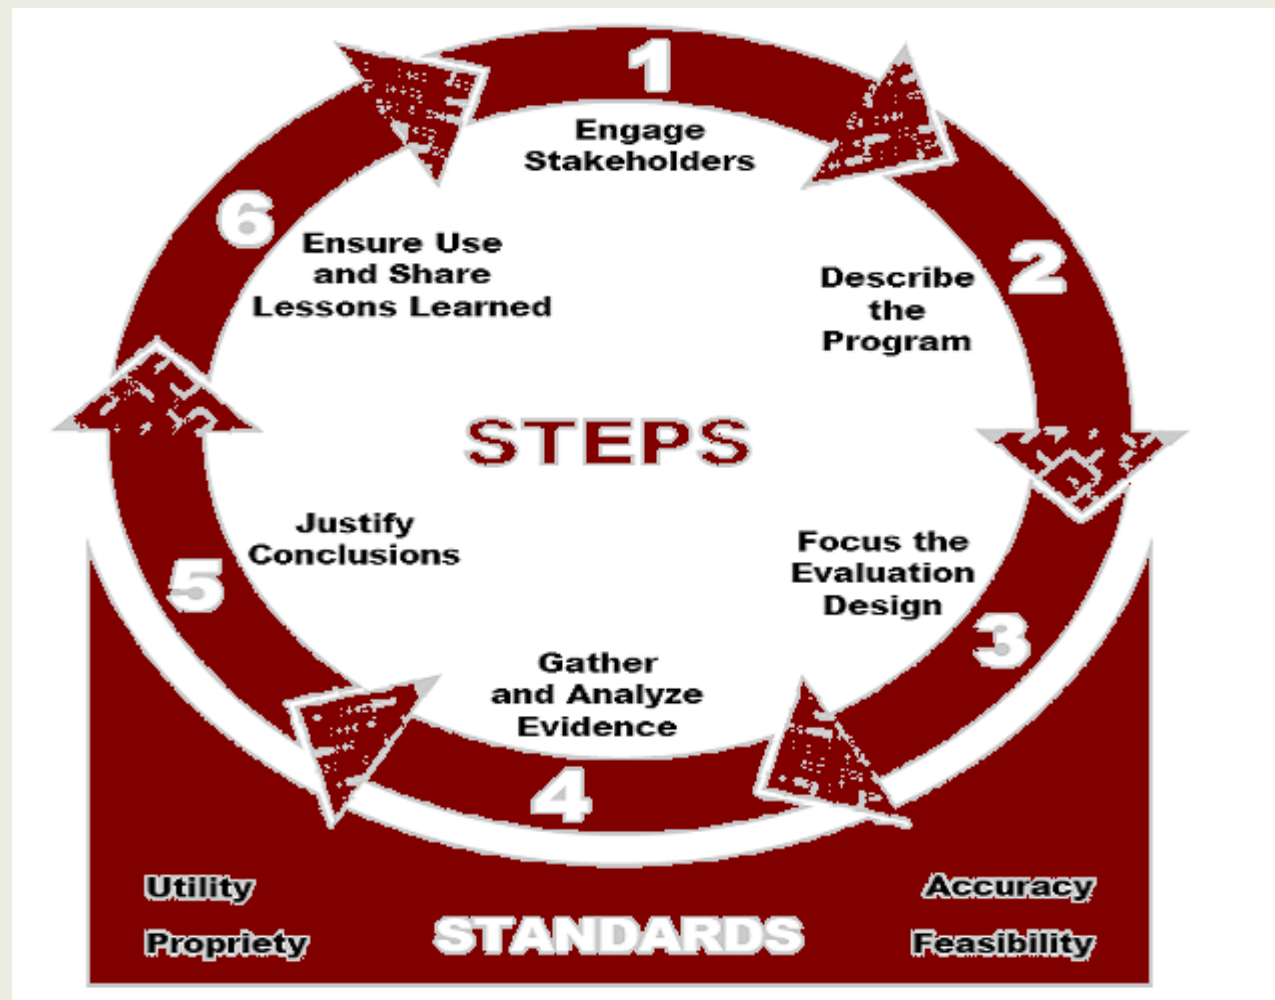 1
Engage
Stakeholders
2
Describe
the
Program
3
Focus the
Evaluation
Design
4
Gather
and Analyze
Evidence
5
Justify
Conclusions
6
Ensure Use
and Share
Lessons Learned
STEPS
Utility
Propriety
STANDARDS
Accuracy
Feasibility